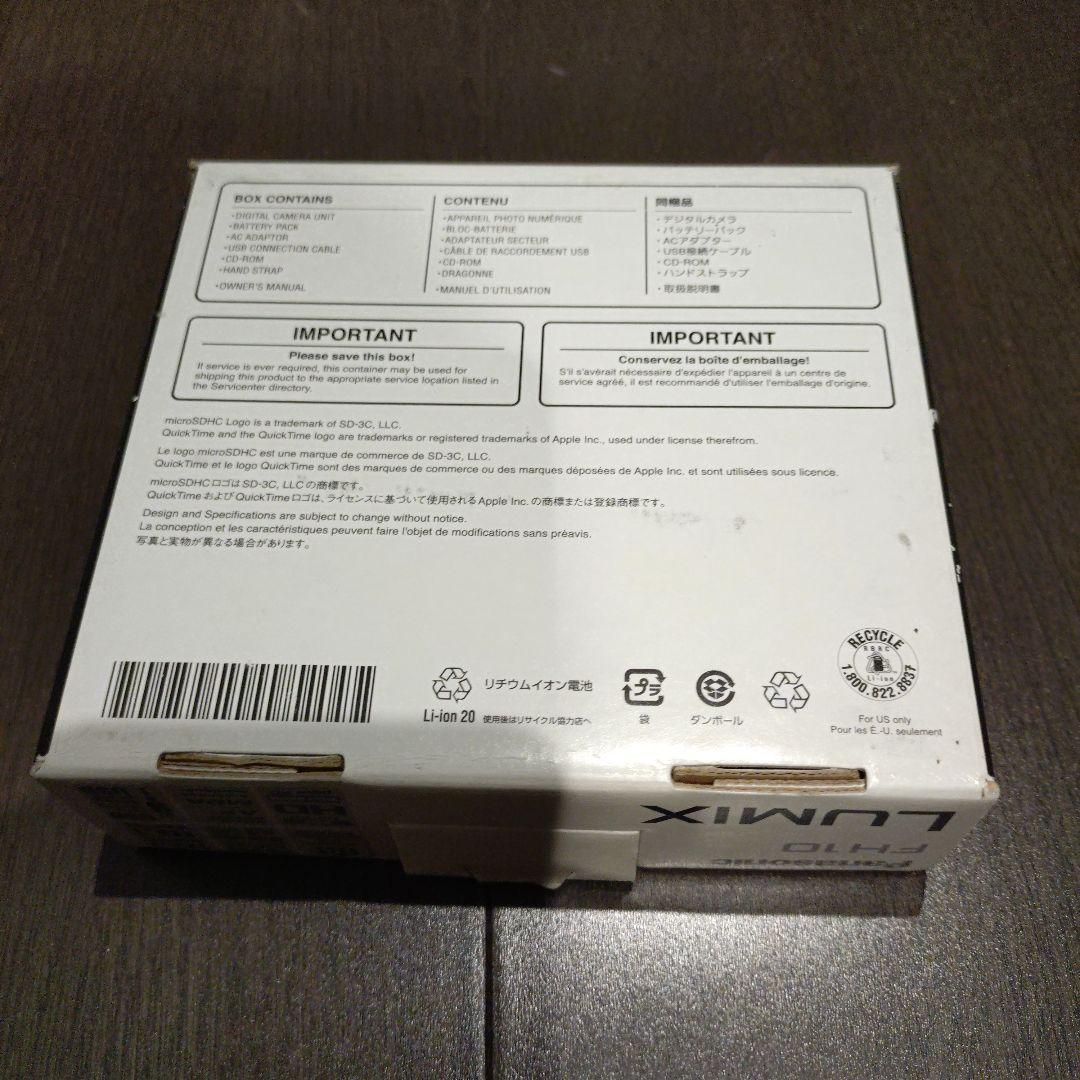 BOX CONTAINS
・DIGITAL CAMERA UNIT
・BATTERY PACK
・AC ADAPTOR
・USB CONNECTION CABLE
・CD-ROM
・HAND STRAP
・OWNER'S MANUAL
CONTENU
・APPAREIL PHOTO NUMÉRIQUE
・BLOC-BATTERIE
・ADAPTATEUR SECTEUR
・CÂBLE DE RACCORDEMENT USB
・CD-ROM
・DRAGONNE
・MANUEL D'UTILISATION
同梱品
・デジタルカメラ
・バッテリーパック
・ACアダプター
・USB接続ケーブル
・CD-ROM
・ハンドストラップ
・取扱説明書
IMPORTANT
Please save this box!
If service is ever required, this container may be used for
shipping this product to the appropriate service location listed in
the Servicenter directory.
IMPORTANT
Conservez la boîte d'emballage!
S'il s'avérait nécessaire d'expédier l'appareil à un centre de
service agréé, il est recommandé d'utiliser l'emballage d'origine.
microSDHC Logo is a trademark of SD-3C, LLC.
QuickTime and the QuickTime logo are trademarks or registered trademarks of Apple Inc., used under license therefrom.
Le logo microSDHC est une marque de commerce de SD-3C, LLC.
QuickTime et le logo QuickTime sont des marques de commerce ou des marques déposées de Apple Inc. et sont utilisées sous licence.
microSDHCロゴはSD-3C, LLCの商標です。
QuickTimeおよびQuickTimeロゴは、ライセンスに基づいて使用されるApple Inc.の商標または登録商標です。
Design and Specifications are subject to change without notice.
La conception et les caractéristiques peuvent faire l'objet de modifications sans préavis.
写真と実物が異なる場合があります。
リチウムイオン電池
Li-ion 20 使用後はリサイクル協力店へ
プラ
袋
ダンボール
RECYCLE
RBRC
Li-ion
1.800.822.8837
For US only
Pour les É.-U. seulement
LUMIX
FH10
Panasonic